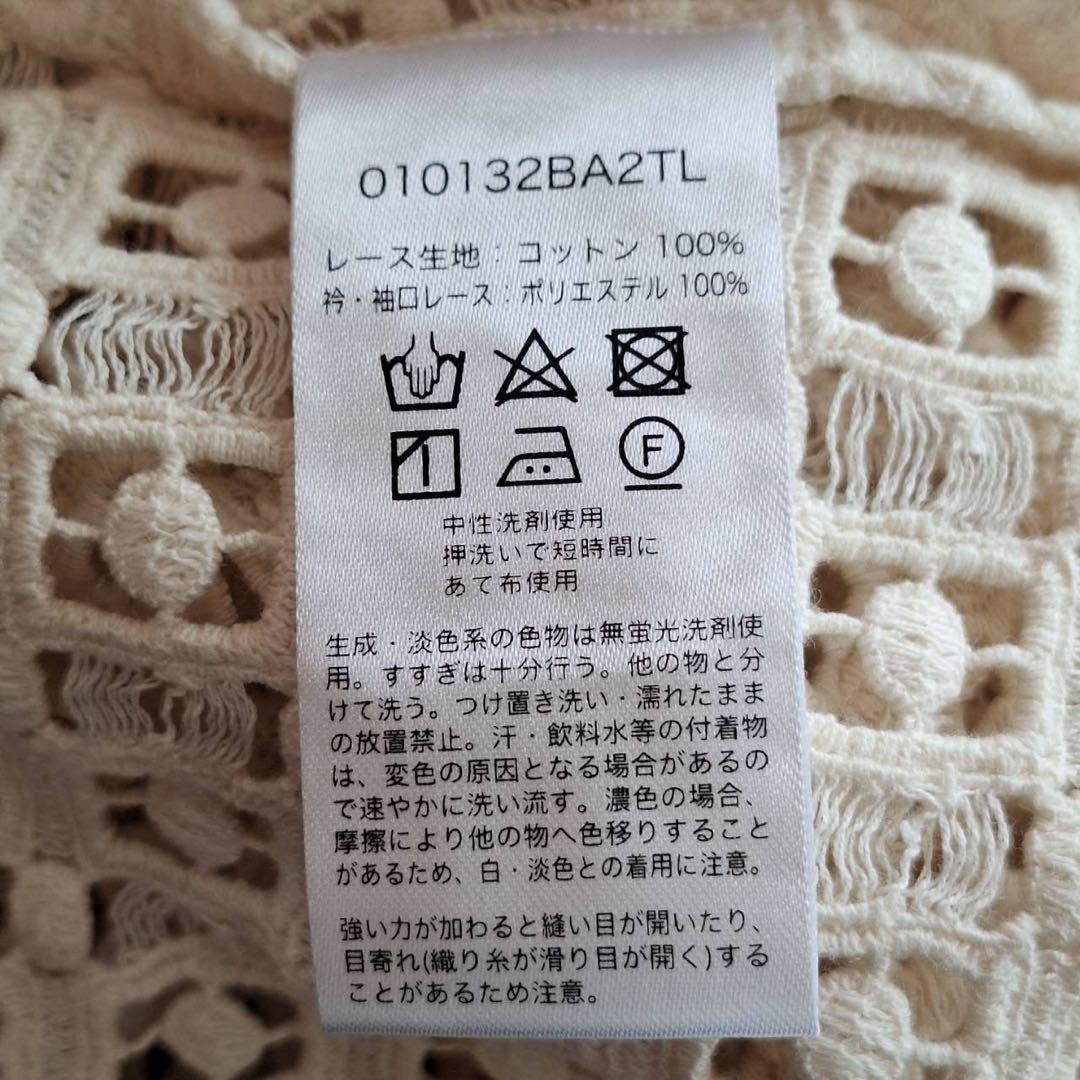 010132BA2TL
レース生地：コットン 100%
衿・袖口レース：ポリエステル 100%
F
中性洗剤使用
押洗いで短時間に
あて布使用
生成・淡色系の色物は無蛍光洗剤使
用。すすぎは十分行う。他の物と分
けて洗う。つけ置き洗い・濡れたまま
の放置禁止。汗・飲料水等の付着物
は、変色の原因となる場合があるの
で速やかに洗い流す。濃色の場合、
摩擦により他の物へ色移りすること
があるため、白・淡色との着用に注意。
強い力が加わると縫い目が開いたり、
目寄れ(織り糸が滑り目が開く)する
ことがあるため注意。